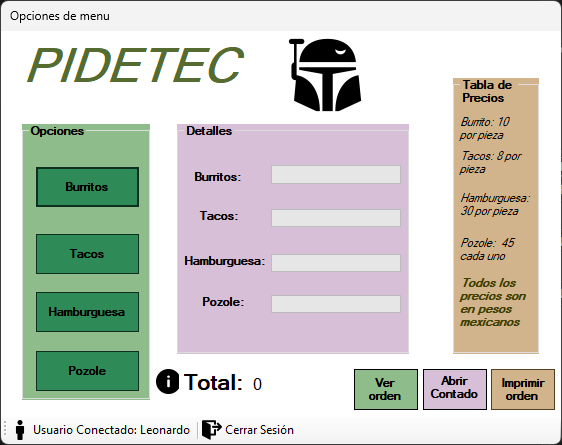 Opciones de menu
PIDETEC
Opciones
Burritos
Tacos
Hamburguesa
Pozole
Detalles
Burritos:
Tacos:
Hamburguesa:
Pozole:
Tabla de
Precios
Burrito: 10
por pieza
Tacos: 8 por
pieza
Hamburguesa:
30 por pieza
Pozole: 45
cada uno
Todos los
precios son
en pesos
mexicanos
Total: 0
Ver
orden
Abrir
Contado
Imprimir
orden
Usuario Conectado: Leonardo
Cerrar Sesión